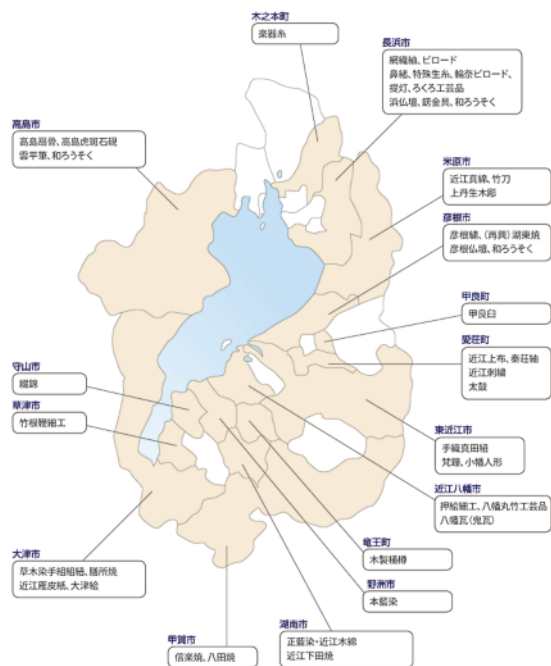 木之本町
楽器糸
長浜市
網織紬、ビロード
鼻緒、特殊生糸、輪奈ビロード、
提灯、ろくろ工芸品
浜仏壇、錺金具、和ろうそく
高島市
高島扇骨、高島虎斑石硯
雲平筆、和ろうそく
米原市
近江真綿、竹刀
上丹生木彫
彦根市
彦根繍、(再興)湖東焼
彦根仏壇、和ろうそく
甲良町
甲良臼
愛荘町
近江上布、秦荘紬
近江刺繍
太鼓
守山市
綴錦
草津市
竹根鞭細工
東近江市
手織真田紐
梵鐘、小幡人形
近江八幡市
押絵細工、八幡丸竹工芸品
八幡瓦(鬼瓦)
竜王町
木製桶樽
大津市
草木染手組組紐、膳所焼
近江雁皮紙、大津絵
野洲市
本藍染
湖南市
正藍染・近江木綿
近江下田焼
甲賀市
信楽焼、八田焼